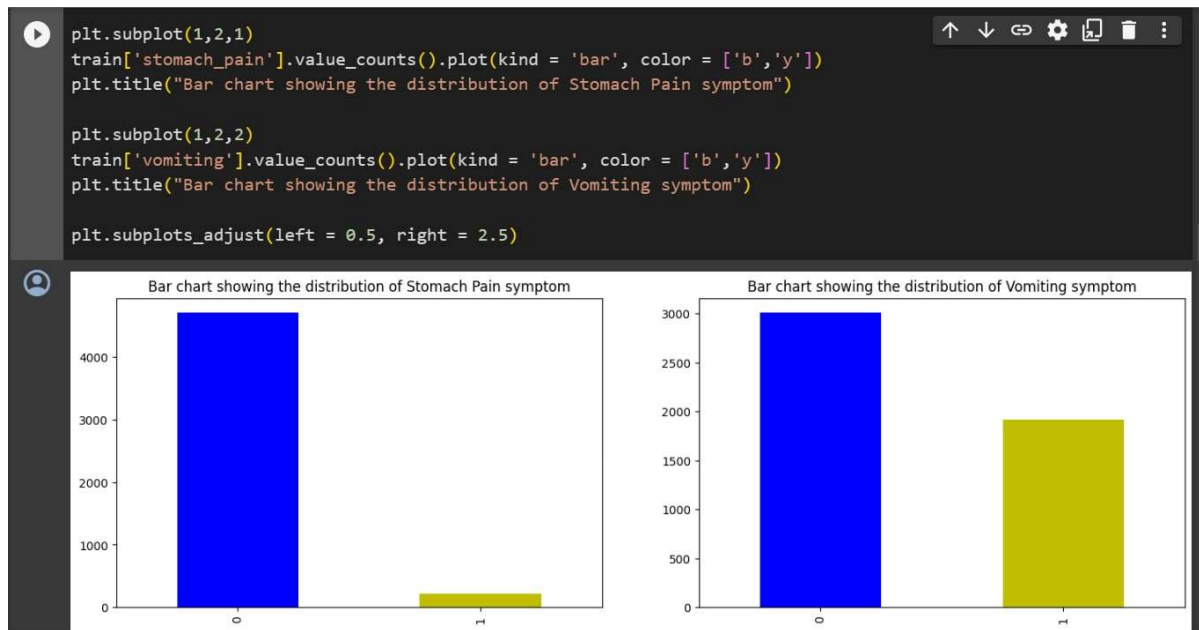 plt.subplot(1,2,1)
train['stomach_pain'].value_counts().plot(kind = 'bar', color = ['b','y'])
plt.title("Bar chart showing the distribution of Stomach Pain symptom")
plt.subplot(1,2,2)
train['vomiting'].value_counts().plot(kind = 'bar', color = ['b','y'])
plt.title("Bar chart showing the distribution of Vomiting symptom")
plt.subplots_adjust(left = 0.5, right = 2.5)
Bar chart showing the distribution of Stomach Pain symptom
4000
3000
2000
1000
0
0
1
Bar chart showing the distribution of Vomiting symptom
3000
2500
2000
1500
1000
500
0
0
1